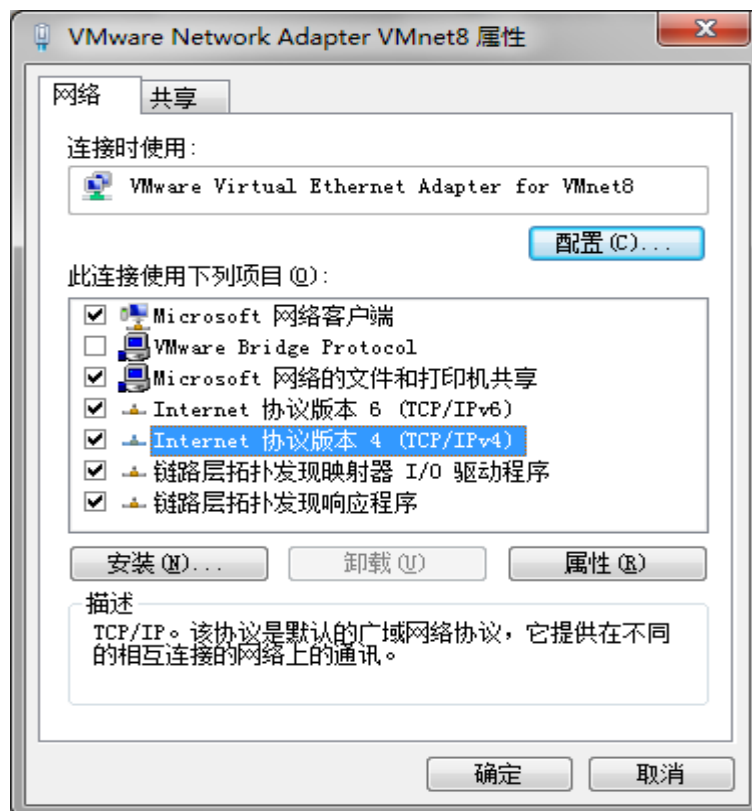 VMware Network Adapter VMnet8 属性
网络
共享
连接时使用:
VMware Virtual Ethernet Adapter for VMnet8
配置(C)...
此连接使用下列项目(O):
Microsoft 网络客户端
VMware Bridge Protocol
Microsoft 网络的文件和打印机共享
Internet 协议版本 6 (TCP/IPv6)
Internet 协议版本 4 (TCP/IPv4)
链路层拓扑发现映射器 I/O 驱动程序
链路层拓扑发现响应程序
安装(N)...
卸载(U)
属性(R)
描述
TCP/IP。该协议是默认的广域网络协议，它提供在不同
的相互连接的网络上的通讯。
确定
取消